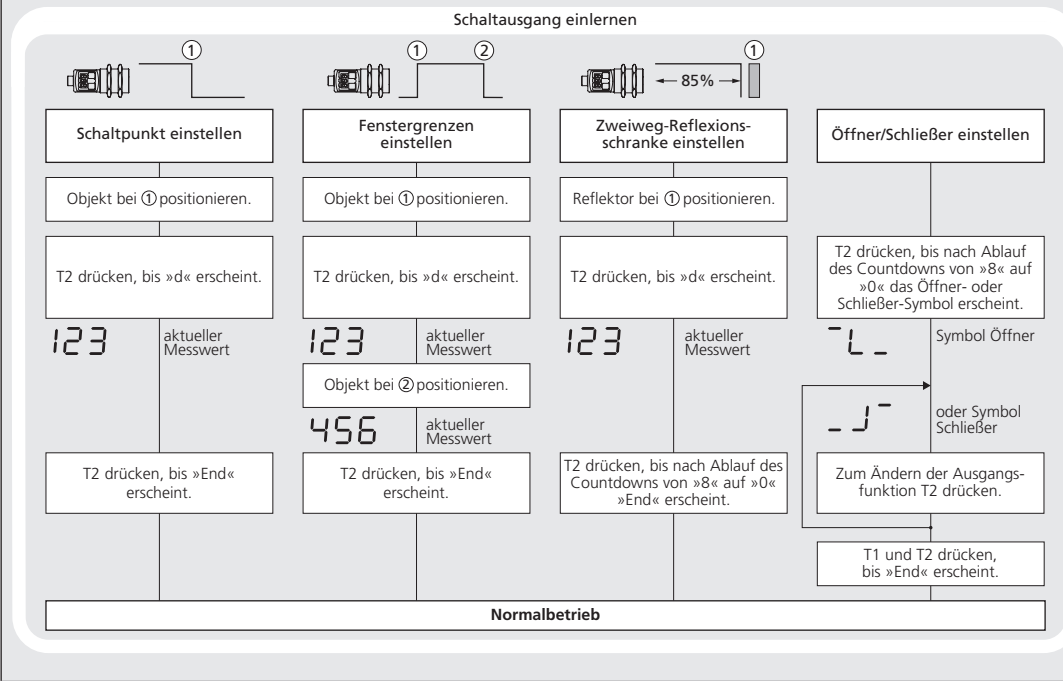 Schaltausgang einlernen
①
① ②
← 85% →
①
Schaltpunkt einstellen
Objekt bei ① positionieren.
T2 drücken, bis »d« erscheint.
123
aktueller
Messwert
T2 drücken, bis »End«
erscheint.
Fenstergrenzen
einstellen
Objekt bei ① positionieren.
T2 drücken, bis »d« erscheint.
123
aktueller
Messwert
Objekt bei ② positionieren.
456
aktueller
Messwert
T2 drücken, bis »End«
erscheint.
Zweiweg-Reflexions-
schranke einstellen
Reflektor bei ① positionieren.
T2 drücken, bis »d« erscheint.
123
aktueller
Messwert
T2 drücken, bis nach Ablauf des
Countdowns von »8« auf »0«
»End« erscheint.
Öffner/Schließer einstellen
T2 drücken, bis nach Ablauf
des Countdowns von »8« auf
»0« das Öffner- oder
Schließer-Symbol erscheint.
Symbol Öffner
oder Symbol
Schließer
Zum Ändern der Ausgangs-
funktion T2 drücken.
T1 und T2 drücken,
bis »End« erscheint.
Normalbetrieb